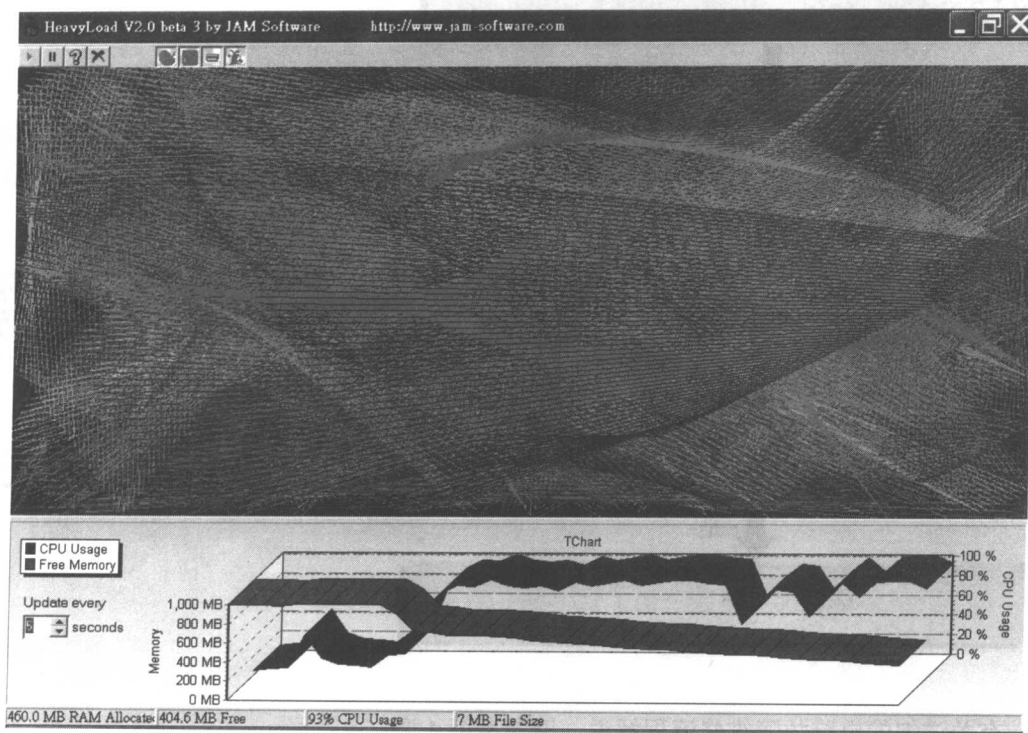 HeavyLoad V2.0 beta 3 by JAM Software http://www.jam-software.com
CPU Usage
Free Memory
Update every
seconds
TChart
1,000 MB
800 MB
600 MB
400 MB
200 MB
0 MB
Memory
100 %
80 %
60 %
40 %
20 %
0 %
CPU Usage
460.0 MB RAM Allocate 404.6 MB Free 93% CPU Usage 7 MB File Size